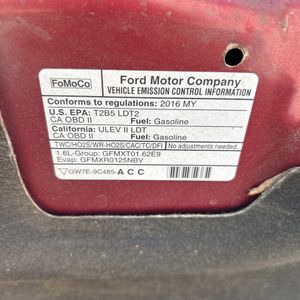 FoMoCo
Ford Motor Company
VEHICLE EMISSION CONTROL INFORMATION
Conforms to regulations: 2016 MY
U.S. EPA: T2B5 LDT2
CA OBD II Fuel: Gasoline
California: ULEV II LDT
CA OBD II Fuel: Gasoline
TWC/HO2S/WR-HO2S/CAC/TC/DFI No adjustments needed.
1.6L-Group: GFMXT01.62E9
Evap: GFMXR0125NBV
GW7E-9C485-ACC